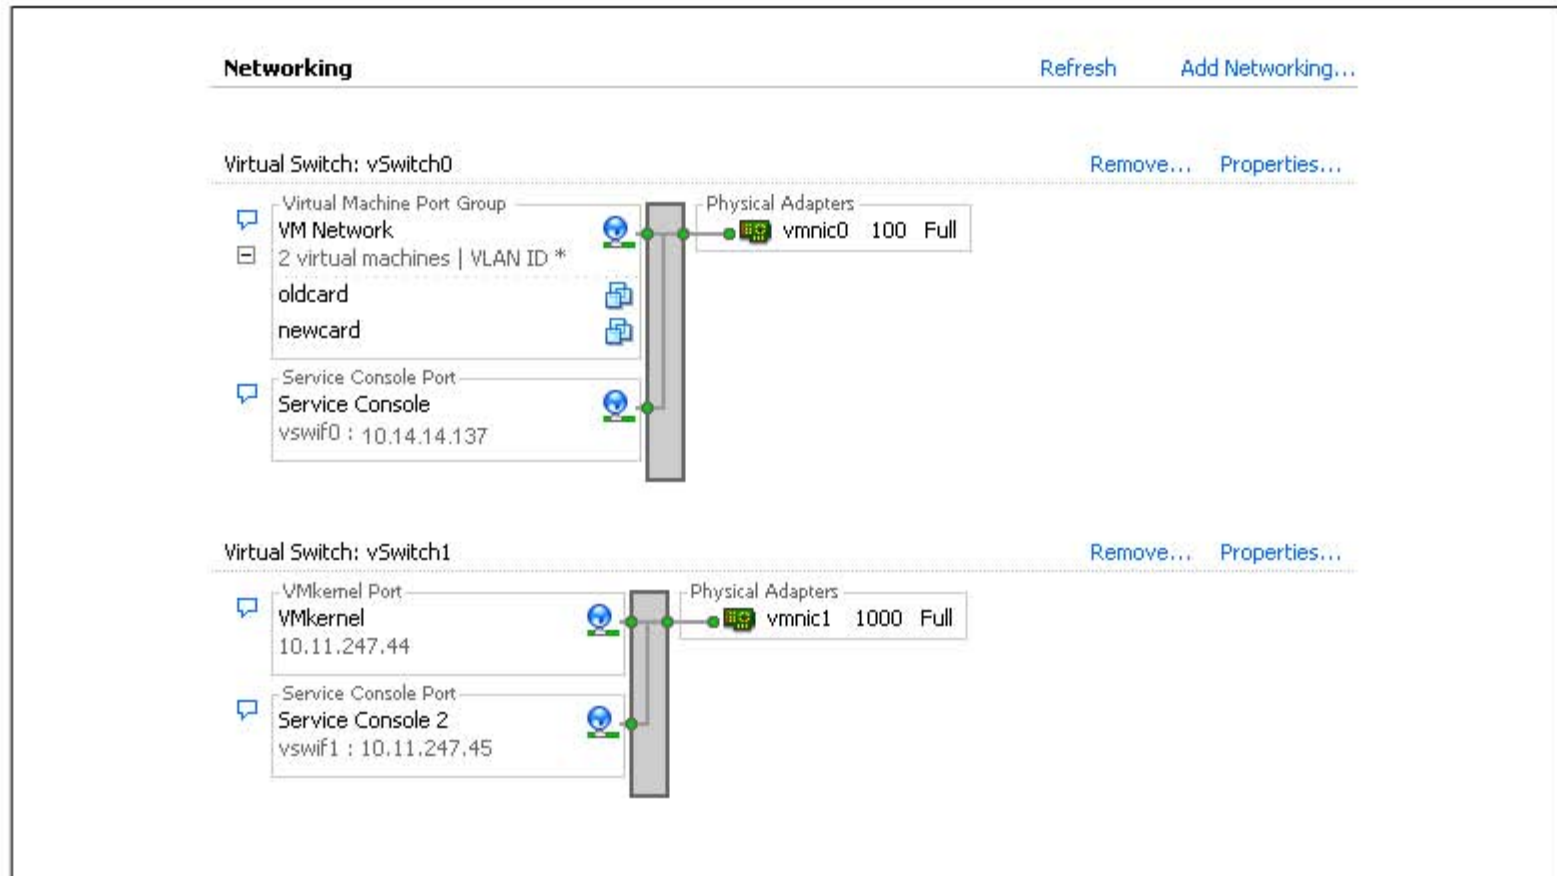 Networking Refresh Add Networking...
Virtual Switch: vSwitch0 Remove... Properties...
Virtual Machine Port Group Physical Adapters
VM Network vmnic0 100 Full
2 virtual machines | VLAN ID *
oldcard
newcard
Service Console Port
Service Console
vswif0 : 10.14.14.137
Virtual Switch: vSwitch1 Remove... Properties...
VMkernel Port Physical Adapters
VMkernel vmnic1 1000 Full
10.11.247.44
Service Console Port
Service Console 2
vswif1 : 10.11.247.45